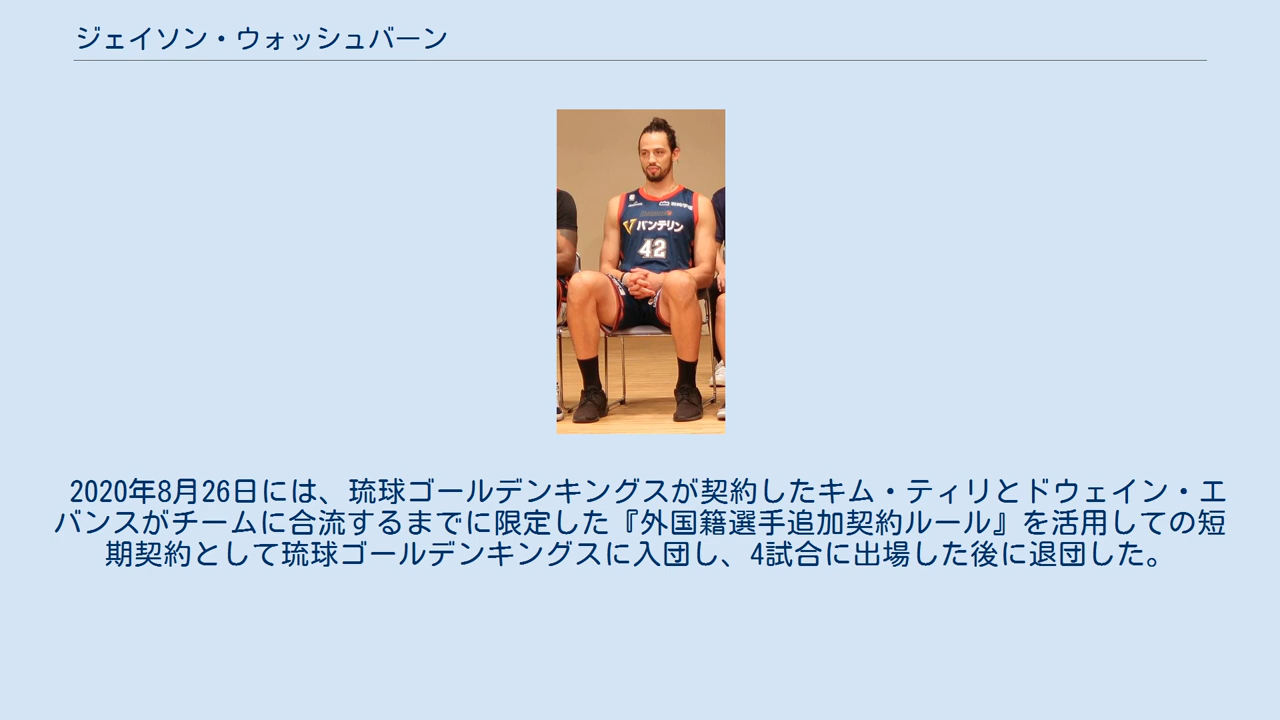 ジェイソン・ウォッシュバーン
バンテリン
42
2020年8月26日には、琉球ゴールデンキングスが契約したキム・ティリとドウェイン・エ
バンスがチームに合流するまでに限定した『外国籍選手追加契約ルール』を活用しての短
期契約として琉球ゴールデンキングスに入団し、4試合に出場した後に退団した。